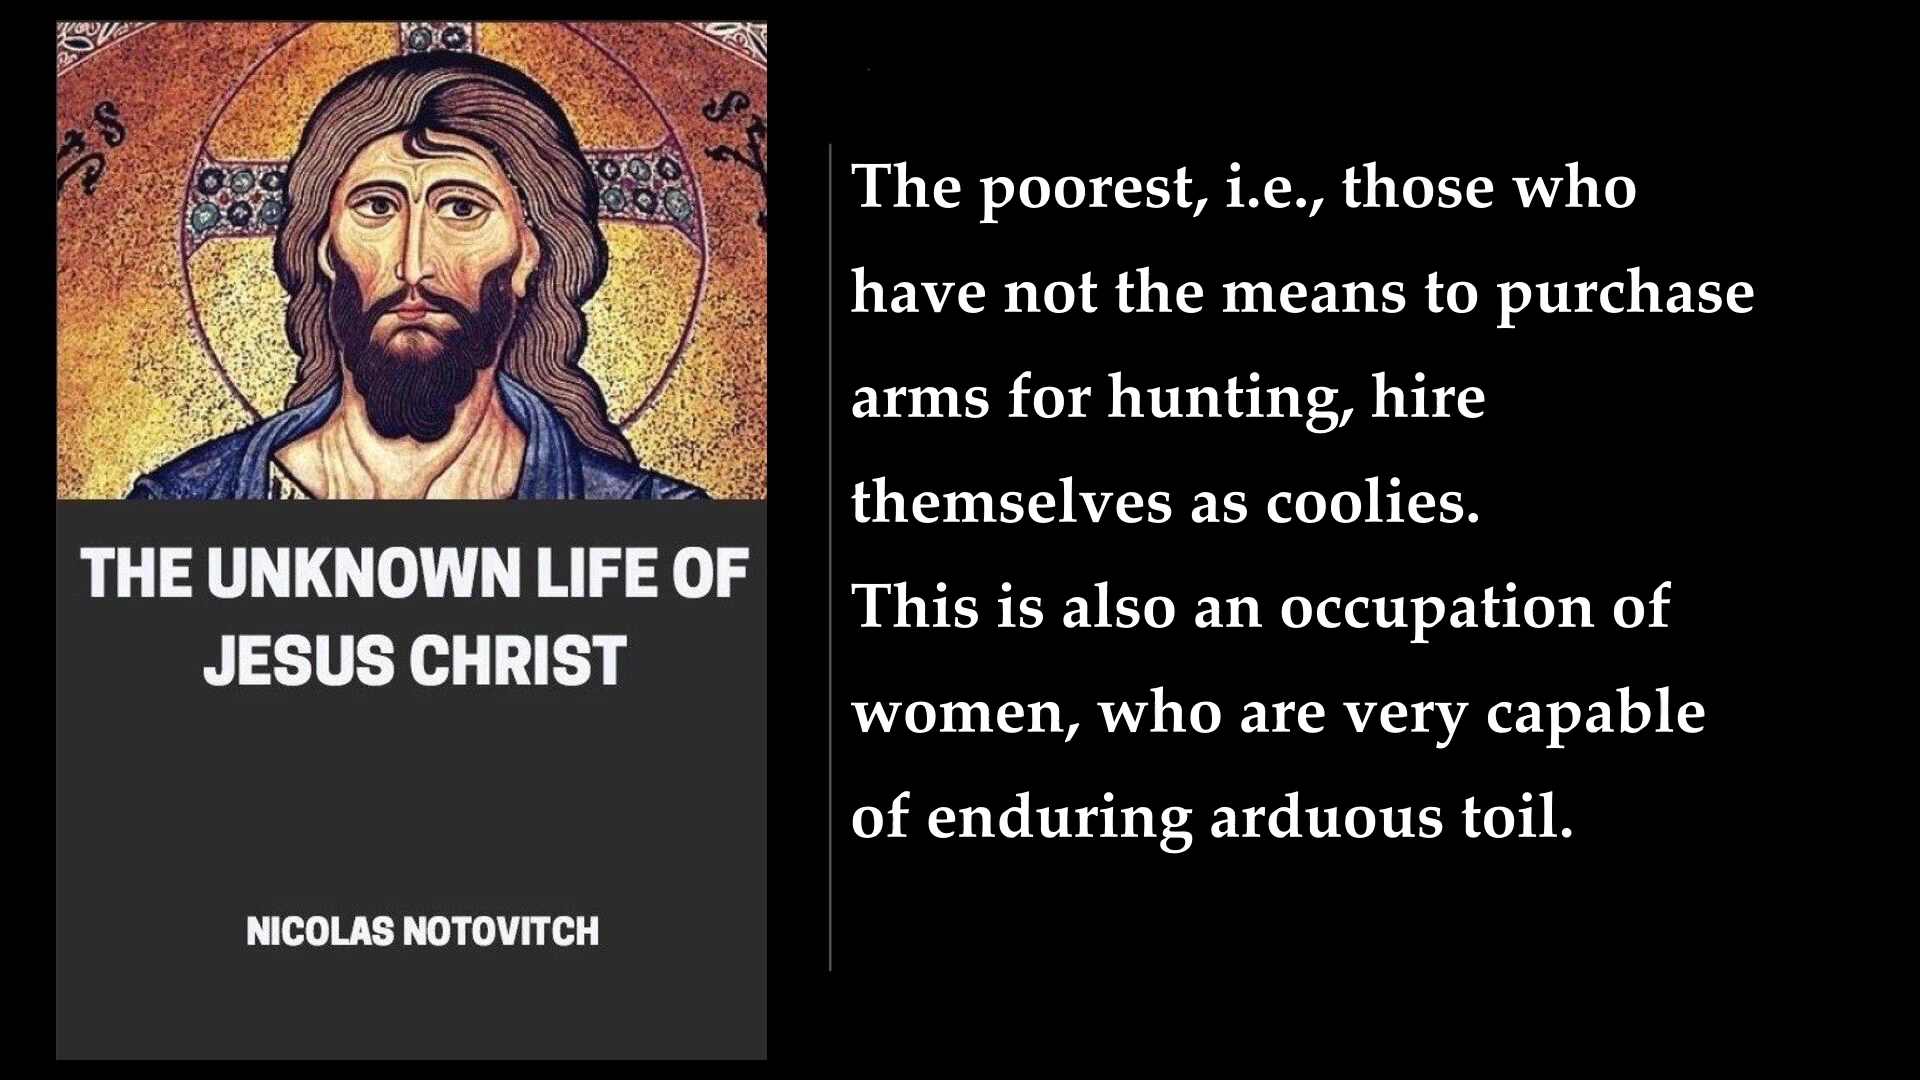 THE UNKNOWN LIFE OF
JESUS CHRIST
NICOLAS NOTOVITCH
The poorest, i.e., those who
have not the means to purchase
arms for hunting, hire
themselves as coolies.
This is also an occupation of
women, who are very capable
of enduring arduous toil.